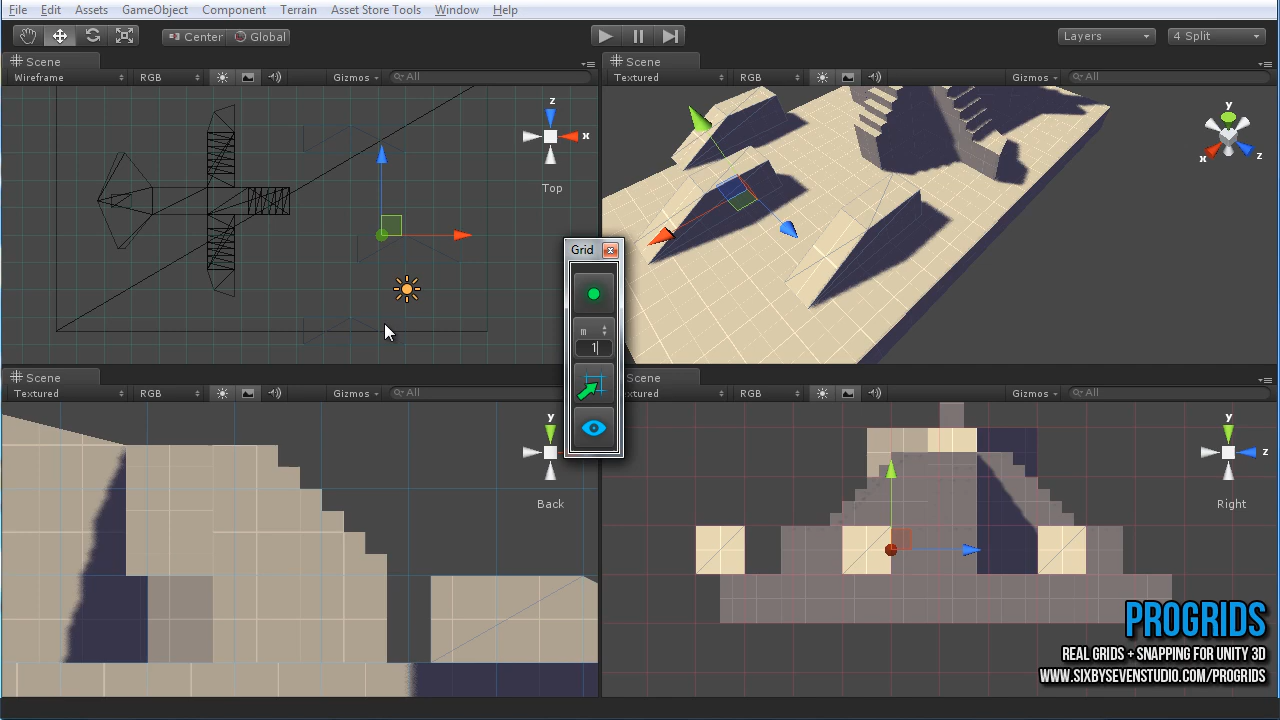 File Edit Assets GameObject Component Terrain Asset Store Tools Window Help
Center Global Layers 4 Split
Scene
Wireframe RGB Gizmos All
z
x
Top
Scene
Textured RGB Gizmos All
y
x
z
Grid x
m
1
Scene
Textured RGB Gizmos All
y
Back
Scene
extured RGB Gizmos All
y
z
Right
PROGRIDS
REAL GRIDS + SNAPPING FOR UNITY 3D
WWW.SIXBYSEVENSTUDIO.COM/PROGRIDS